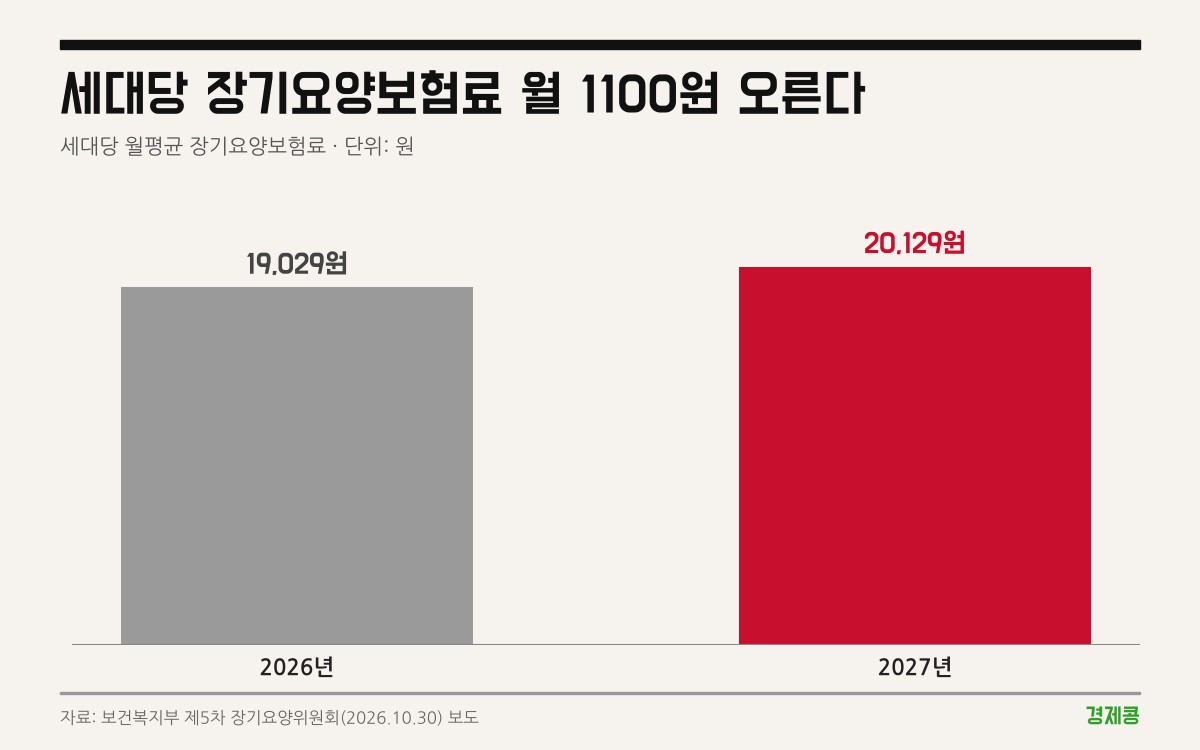 세대당 장기요양보험료 월 1100원 오른다
세대당 월평균 장기요양보험료 · 단위: 원
19,029원
20,129원
2026년
2027년
자료: 보건복지부 제5차 장기요양위원회(2026.10.30) 보도
경제콩